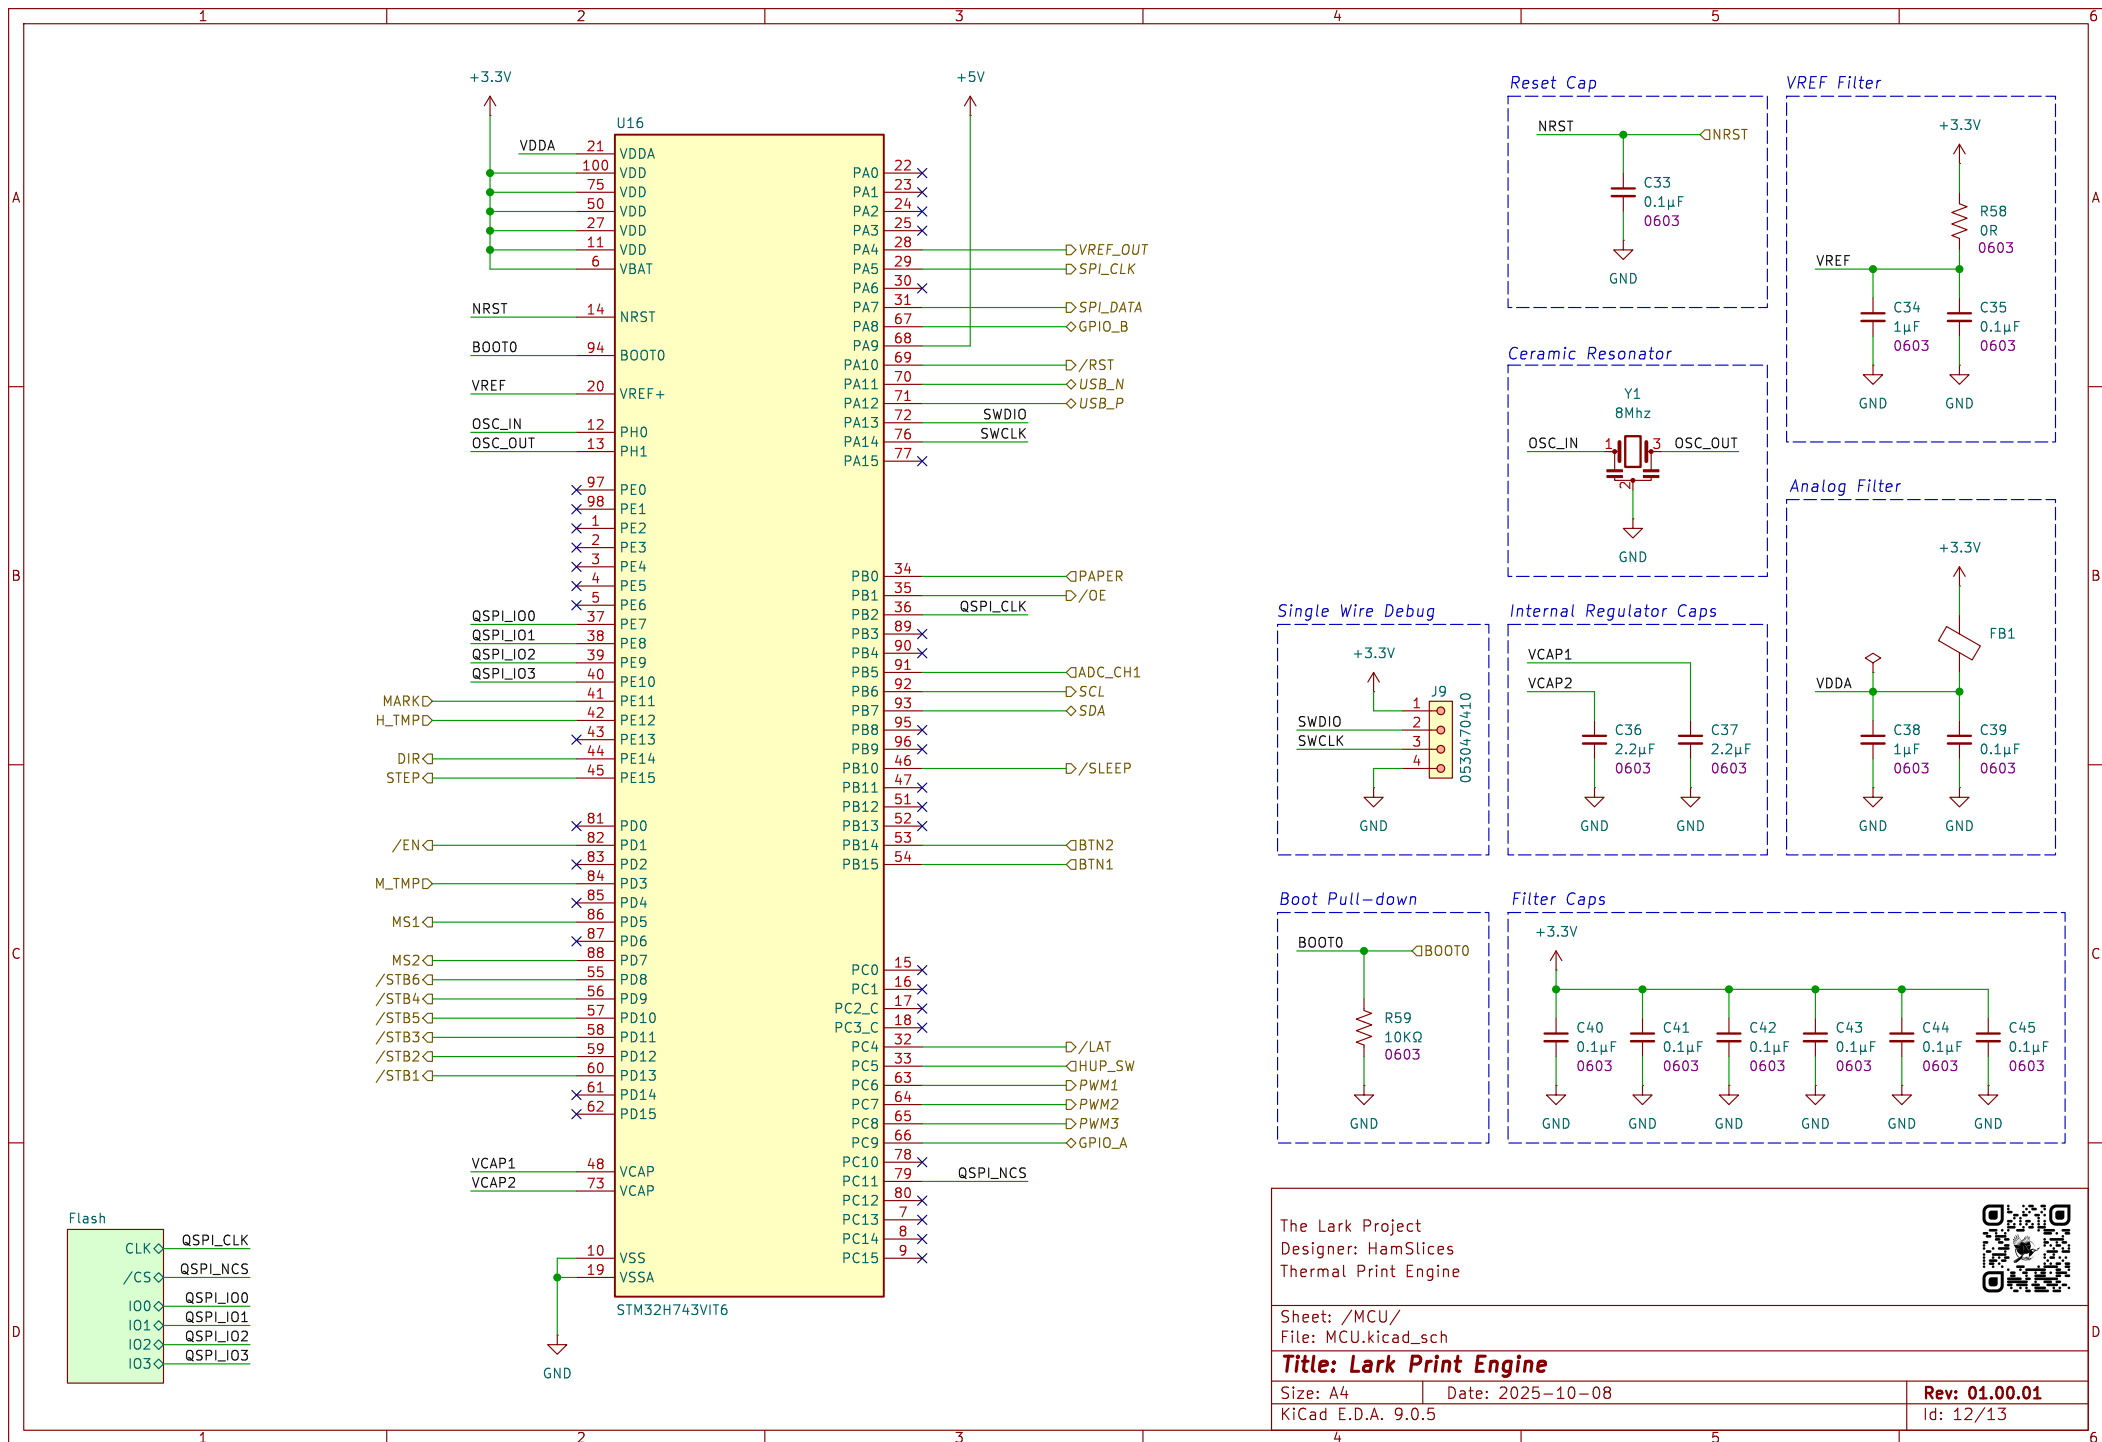 1 2 3 4 5 6
A B C D
+3.3V
+5V
U16
VDDA 21 VDDA
100 VDD
75 VDD
50 VDD
27 VDD
11 VDD
6 VBAT
NRST 14 NRST
BOOT0 94 BOOT0
VREF 20 VREF+
OSC_IN 12 PH0
OSC_OUT 13 PH1
97 PE0
98 PE1
1 PE2
2 PE3
3 PE4
4 PE5
5 PE6
QSPI_IO0 37 PE7
QSPI_IO1 38 PE8
QSPI_IO2 39 PE9
QSPI_IO3 40 PE10
MARK 41 PE11
H_TMP 42 PE12
43 PE13
DIR 44 PE14
STEP 45 PE15
81 PD0
/EN 82 PD1
83 PD2
M_TMP 84 PD3
85 PD4
MS1 86 PD5
87 PD6
MS2 88 PD7
/STB6 55 PD8
/STB4 56 PD9
/STB5 57 PD10
/STB3 58 PD11
/STB2 59 PD12
/STB1 60 PD13
61 PD14
62 PD15
VCAP1 48 VCAP
VCAP2 73 VCAP
10 VSS
19 VSSA
GND
STM32H743VIT6
PA0 22
PA1 23
PA2 24
PA3 25
PA4 28 VREF_OUT
PA5 29 SPI_CLK
PA6 30
PA7 31 SPI_DATA
PA8 67 GPIO_B
PA9 68
PA10 69 /RST
PA11 70 USB_N
PA12 71 USB_P
PA13 72 SWDIO
PA14 76 SWCLK
PA15 77
PB0 34 PAPER
PB1 35 /OE
PB2 36 QSPI_CLK
PB3 89
PB4 90
PB5 91 ADC_CH1
PB6 92 SCL
PB7 93 SDA
PB8 95
PB9 96
PB10 46 /SLEEP
PB11 47
PB12 51
PB13 52
PB14 53 BTN2
PB15 54 BTN1
PC0 15
PC1 16
PC2_C 17
PC3_C 18
PC4 32 /LAT
PC5 33 HUP_SW
PC6 63 PWM1
PC7 64 PWM2
PC8 65 PWM3
PC9 66 GPIO_A
PC10 78
PC11 79 QSPI_NCS
PC12 80
PC13 7
PC14 8
PC15 9
Flash
CLK QSPI_CLK
/CS QSPI_NCS
IO0 QSPI_IO0
IO1 QSPI_IO1
IO2 QSPI_IO2
IO3 QSPI_IO3
Reset Cap
NRST NRST
C33
0.1µF
0603
GND
VREF Filter
+3.3V
R58
0R
0603
VREF
C34 C35
1µF 0.1µF
0603 0603
GND GND
Ceramic Resonator
Y1
8Mhz
OSC_IN 1 3 OSC_OUT
2
GND
Analog Filter
+3.3V
FB1
VDDA
C38 C39
1µF 0.1µF
0603 0603
GND GND
Single Wire Debug
+3.3V
J9
1
SWDIO 2
SWCLK 3
4
0530470410
GND
Internal Regulator Caps
VCAP1
VCAP2
C36 C37
2.2µF 2.2µF
0603 0603
GND GND
Boot Pull-down
BOOT0 BOOT0
R59
10KΩ
0603
GND
Filter Caps
+3.3V
C40 C41 C42 C43 C44 C45
0.1µF 0.1µF 0.1µF 0.1µF 0.1µF 0.1µF
0603 0603 0603 0603 0603 0603
GND GND GND GND GND GND
The Lark Project
Designer: HamSlices
Thermal Print Engine
Sheet: /MCU/
File: MCU.kicad_sch
Title: Lark Print Engine
Size: A4 Date: 2025-10-08 Rev: 01.00.01
KiCad E.D.A. 9.0.5 Id: 12/13
A B C D
1 2 3 4 5 6